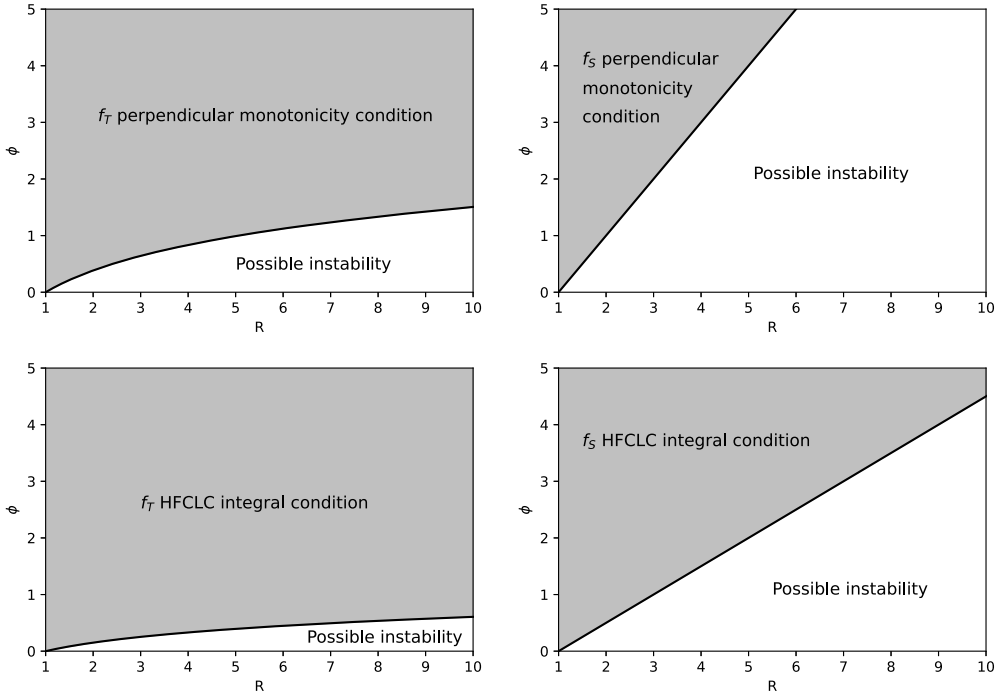 5
4
3
2
1
0
ϕ
f_T perpendicular monotonicity condition
Possible instability
1 2 3 4 5 6 7 8 9 10
R
5
4
3
2
1
0
ϕ
f_S perpendicular
monotonicity
condition
Possible instability
1 2 3 4 5 6 7 8 9 10
R
5
4
3
2
1
0
ϕ
f_T HFCLC integral condition
Possible instability
1 2 3 4 5 6 7 8 9 10
R
5
4
3
2
1
0
ϕ
f_S HFCLC integral condition
Possible instability
1 2 3 4 5 6 7 8 9 10
R